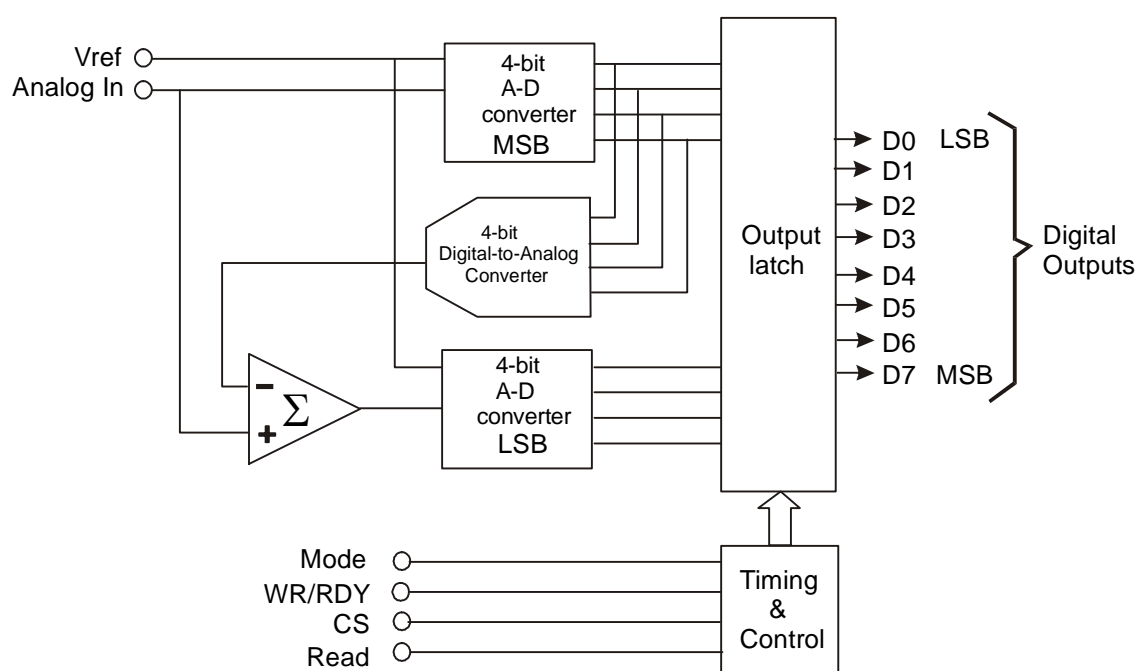 Vref
Analog In
4-bit
A-D
converter
MSB
4-bit
Digital-to-Analog
Converter
4-bit
A-D
converter
LSB
−
+
Σ
Output
latch
D0 LSB
D1
D2
D3
D4
D5
D6
D7 MSB
Digital
Outputs
Mode
WR/RDY
CS
Read
Timing
&
Control